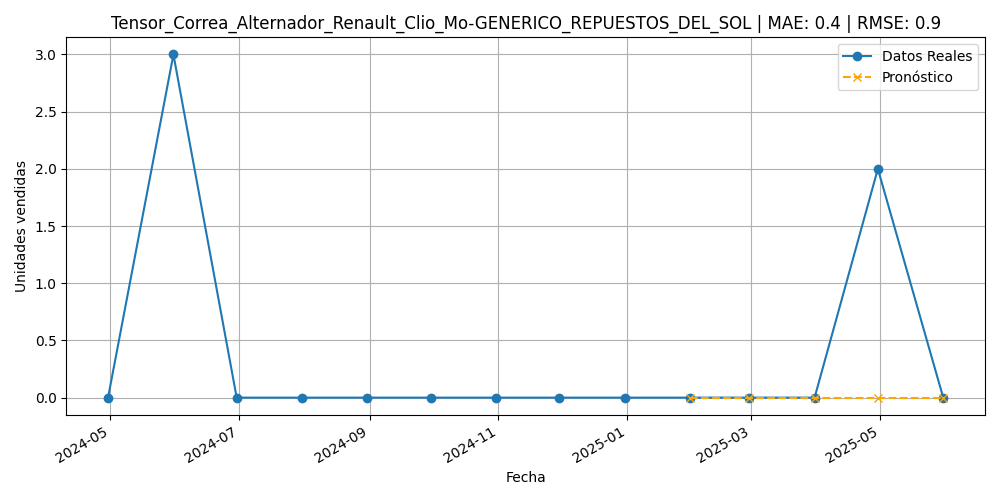 Tensor_Correa_Alternador_Renault_Clio_Mo-GENERICO_REPUESTOS_DEL_SOL | MAE: 0.4 | RMSE: 0.9
Datos Reales
Pronóstico
Unidades vendidas
3.0
2.5
2.0
1.5
1.0
0.5
0.0
2024-05
2024-07
2024-09
2024-11
2025-01
2025-03
2025-05
Fecha